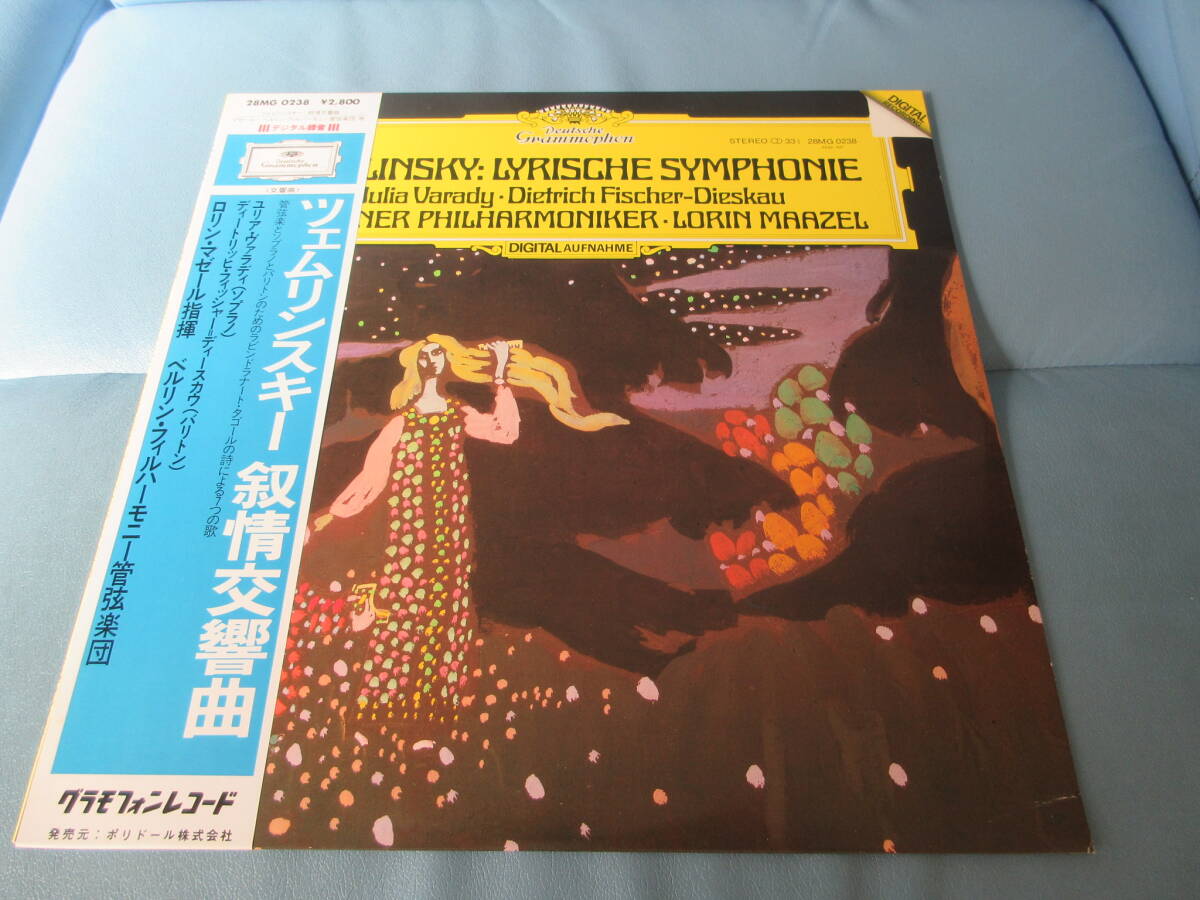 28MG 0238 ¥2,800
デジタル録音
Deutsche
Grammophon
〈交響曲〉
ツェムリンスキー 叙情交響曲
管弦楽とソプラノとバリトンのためのラビンドラナート・タゴールの詩による7つの歌
ユリア・ヴァラディ(ソプラノ)
ディートリッヒ・フィッシャー=ディースカウ(バリトン)
ロリン・マゼール指揮 ベルリン・フィルハーモニー管弦楽団
グラモフォンレコード
発売元:ポリドール株式会社
Deutsche
Grammophon
DIGITAL
RECORDING
STEREO 33 28MG 0238
LINSKY: LYRISCHE SYMPHONIE
Julia Varady · Dietrich Fischer-Dieskau
NER PHILHARMONIKER · LORIN MAAZEL
DIGITAL AUFNAHME